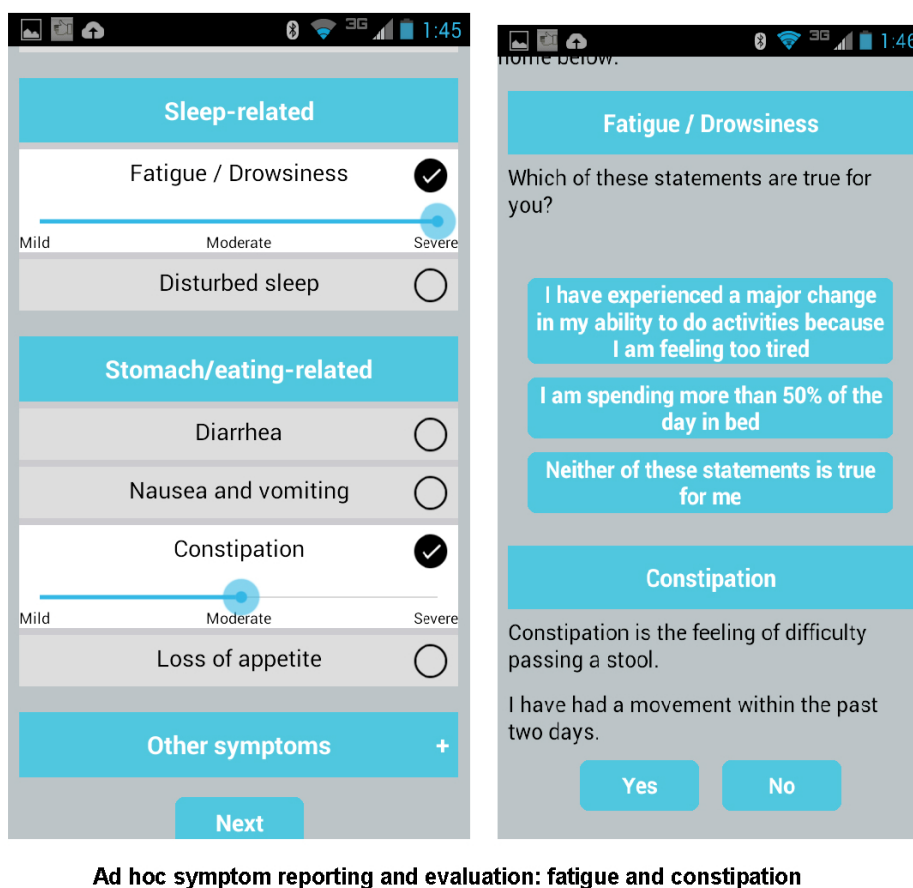 1:45
Sleep-related
Fatigue / Drowsiness
Mild Moderate Severe
Disturbed sleep
Stomach/eating-related
Diarrhea
Nausea and vomiting
Constipation
Mild Moderate Severe
Loss of appetite
Other symptoms +
Next
3G
3G 1:46
home below.
Fatigue / Drowsiness
Which of these statements are true for
you?
I have experienced a major change
in my ability to do activities because
I am feeling too tired
I am spending more than 50% of the
day in bed
Neither of these statements is true
for me
Constipation
Constipation is the feeling of difficulty
passing a stool.
I have had a movement within the past
two days.
Yes No
Ad hoc symptom reporting and evaluation: fatigue and constipation